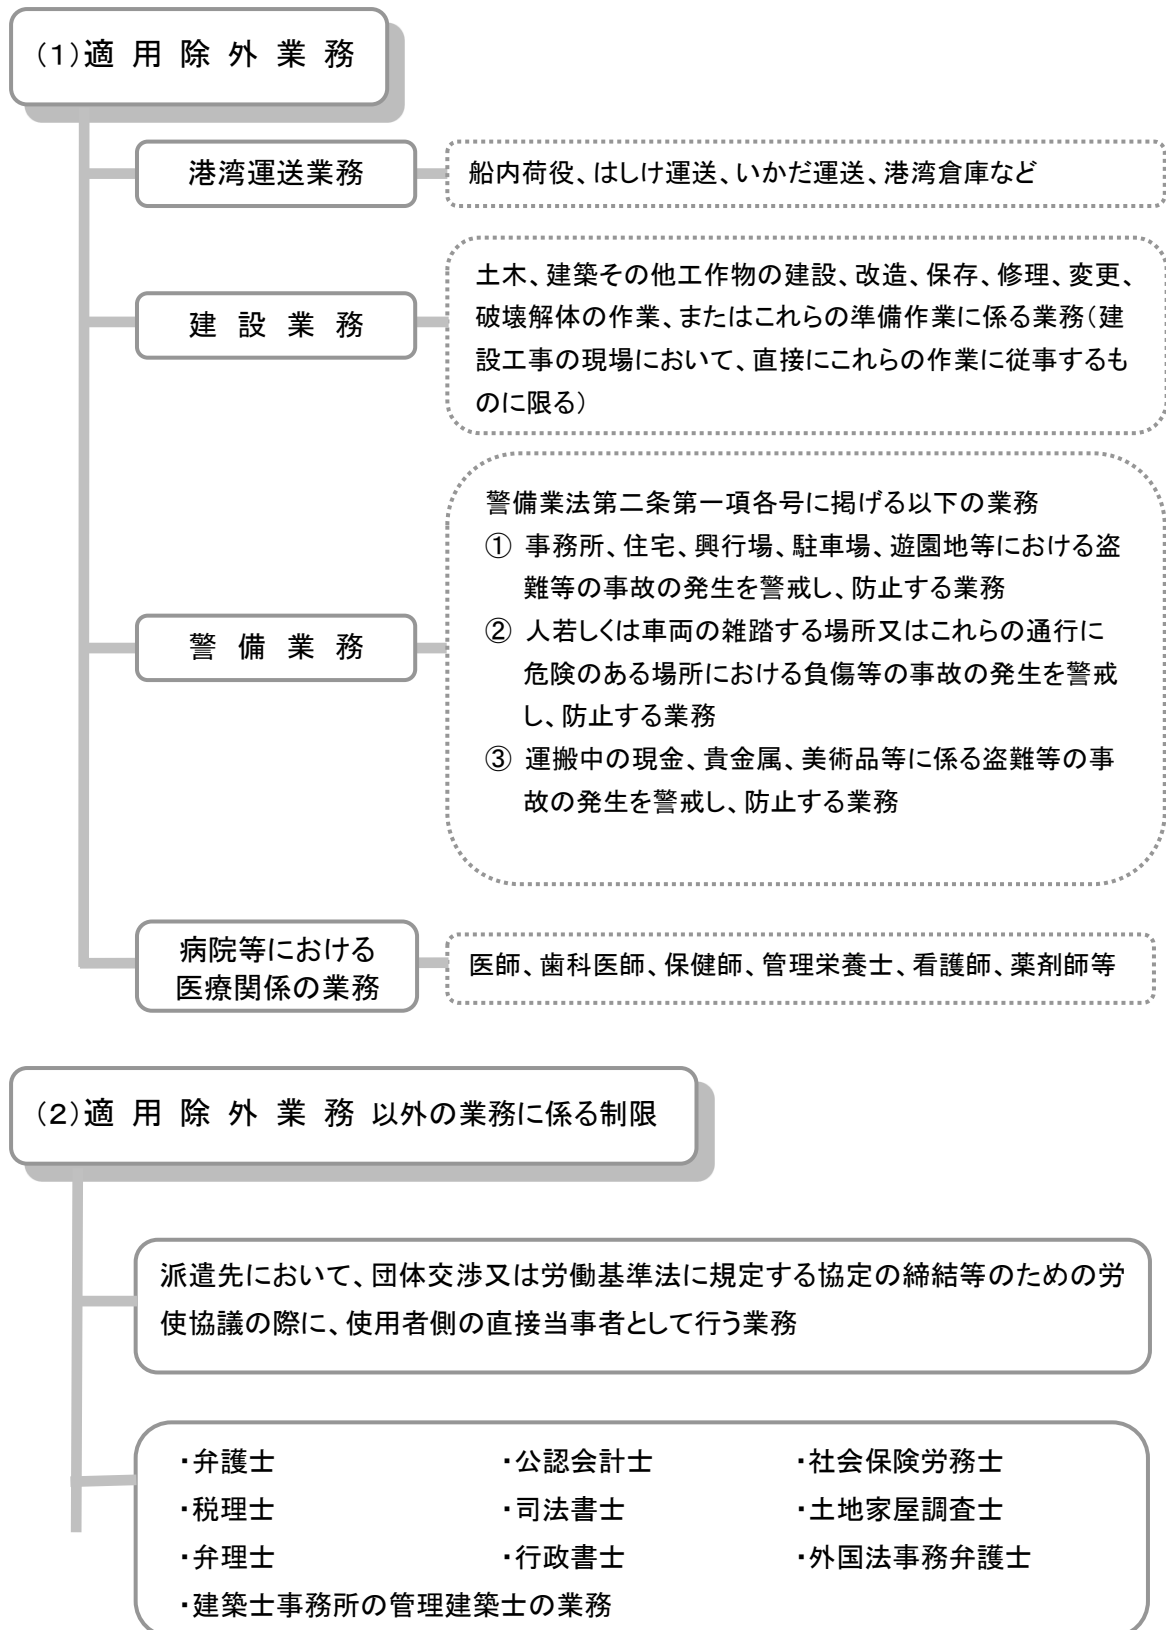 (1)適用除外業務
港湾運送業務
船内荷役、はしけ運送、いかだ運送、港湾倉庫など
建設業務
土木、建築その他工作物の建設、改造、保存、修理、変更、
破壊解体の作業、またはこれらの準備作業に係る業務(建
設工事の現場において、直接にこれらの作業に従事するも
のに限る)
警備業務
警備業法第二条第一項各号に掲げる以下の業務
① 事務所、住宅、興行場、駐車場、遊園地等における盗
難等の事故の発生を警戒し、防止する業務
② 人若しくは車両の雑踏する場所又はこれらの通行に
危険のある場所における負傷等の事故の発生を警戒
し、防止する業務
③ 運搬中の現金、貴金属、美術品等に係る盗難等の事
故の発生を警戒し、防止する業務
病院等における
医療関係の業務
医師、歯科医師、保健師、管理栄養士、看護師、薬剤師等
(2)適用除外業務 以外の業務に係る制限
派遣先において、団体交渉又は労働基準法に規定する協定の締結等のための労
使協議の際に、使用者側の直接当事者として行う業務
・弁護士 ・公認会計士 ・社会保険労務士
・税理士 ・司法書士 ・土地家屋調査士
・弁理士 ・行政書士 ・外国法事務弁護士
・建築士事務所の管理建築士の業務